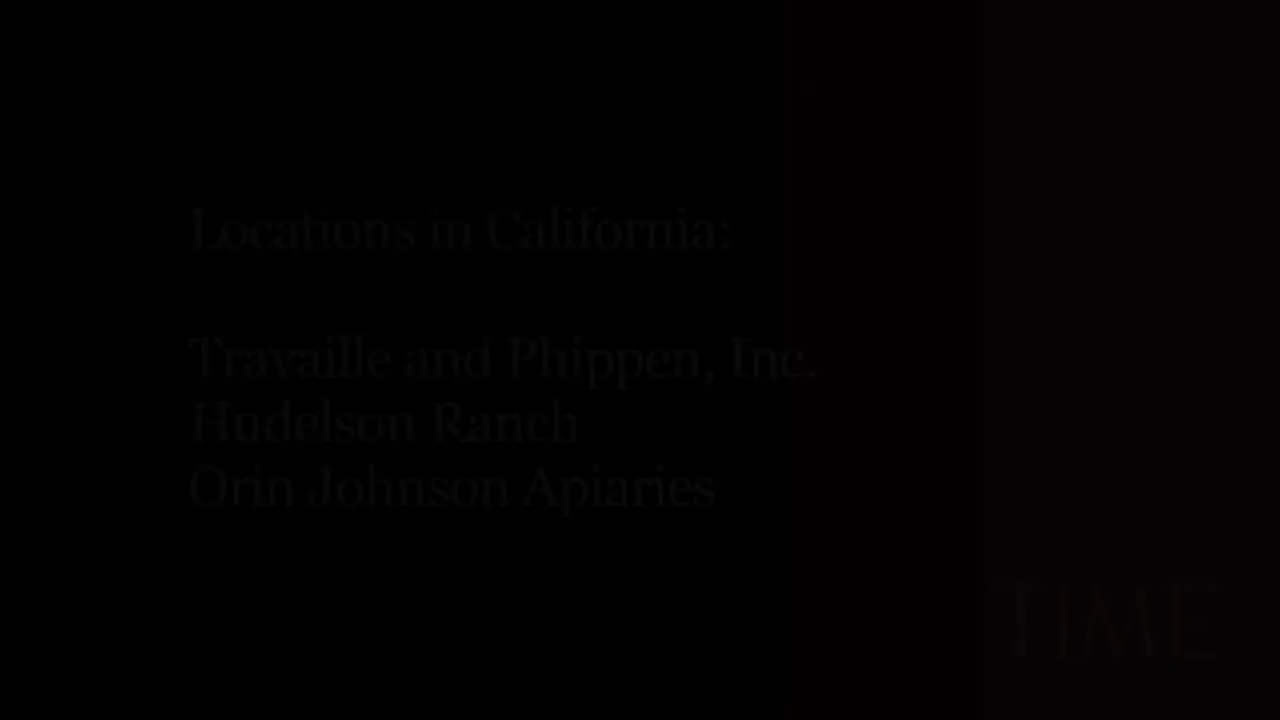 Locations in California:
Travaille and Phippen, Inc.
Hudelson Ranch
Orin Johnson Apiaries
TIME